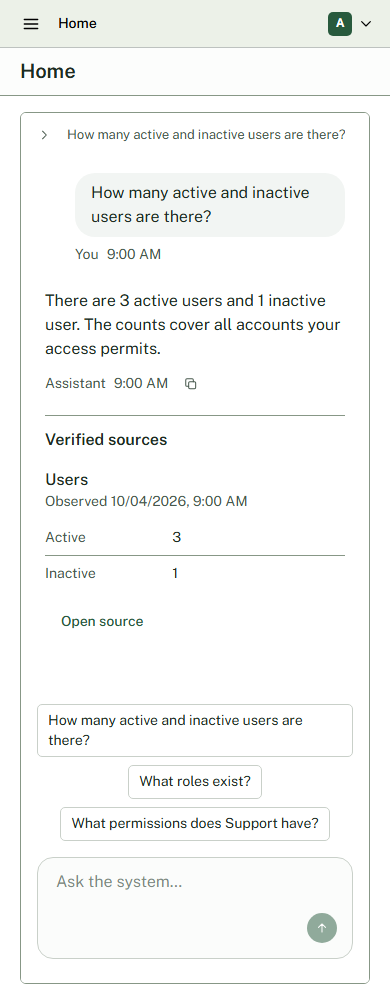 Home
A
Home
How many active and inactive users are there?
How many active and inactive
users are there?
You 9:00 AM
There are 3 active users and 1 inactive
user. The counts cover all accounts your
access permits.
Assistant 9:00 AM
Verified sources
Users
Observed 10/04/2026, 9:00 AM
Active 3
Inactive 1
Open source
How many active and inactive users are
there?
What roles exist?
What permissions does Support have?
Ask the system...